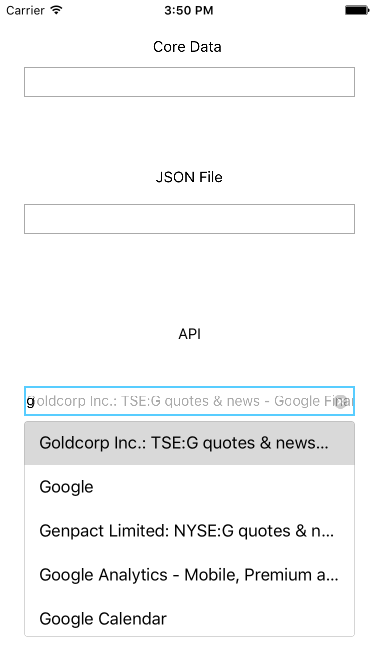 Carrier 3:50 PM
Core Data
JSON File
API
goldcorp Inc.: TSE:G quotes & news - Google Finan
Goldcorp Inc.: TSE:G quotes & news...
Google
Genpact Limited: NYSE:G quotes & n...
Google Analytics - Mobile, Premium a...
Google Calendar